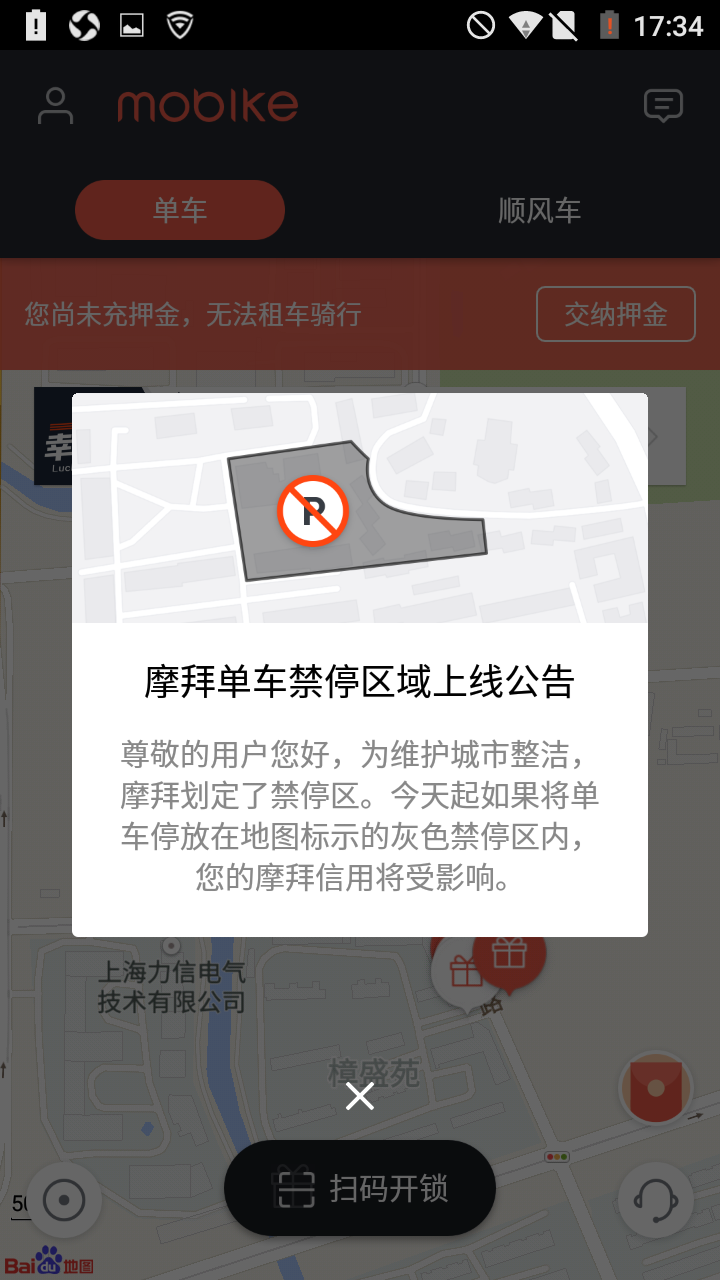 17:34
mobike
单车
顺风车
您尚未充押金，无法租车骑行
交纳押金
幸
Luc
P
摩拜单车禁停区域上线公告
尊敬的用户您好，为维护城市整洁，
摩拜划定了禁停区。今天起如果将单
车停放在地图标示的灰色禁停区内，
您的摩拜信用将受影响。
上海力信电气
技术有限公司
路
樟盛苑
扫码开锁
Baidu地图